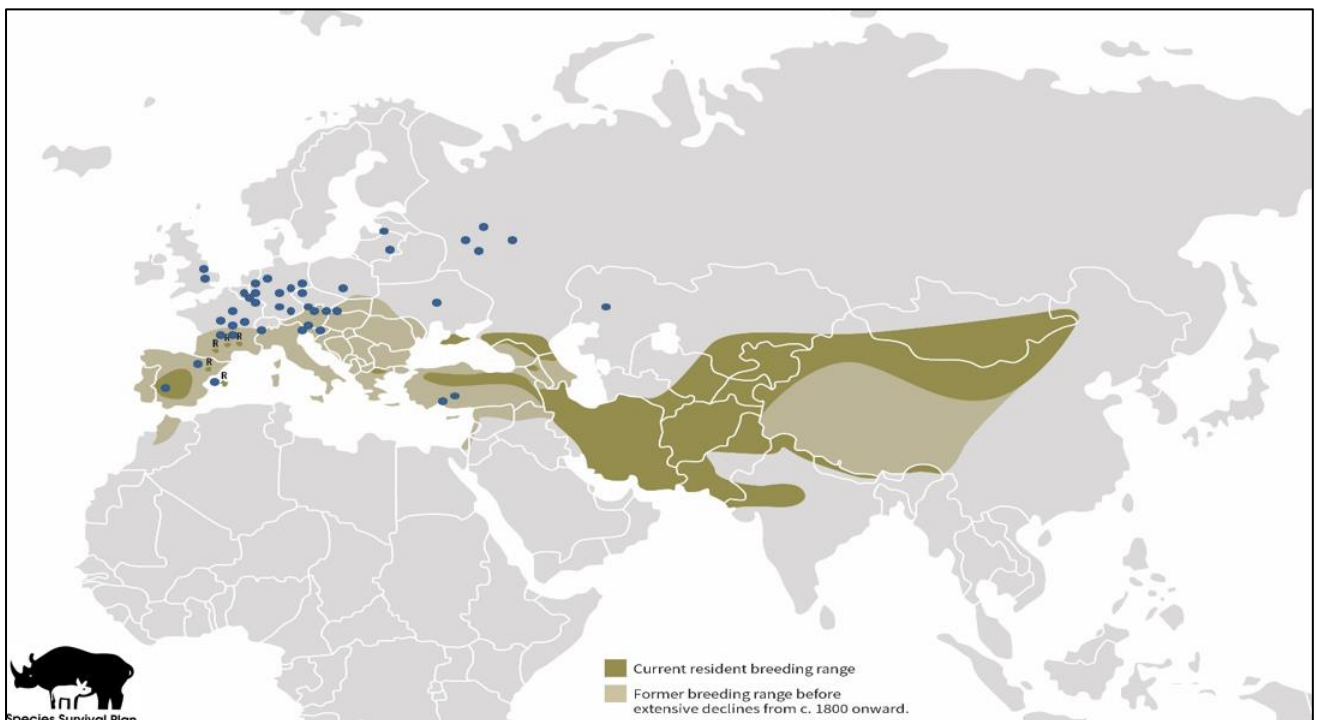 R
R
R
R
R
Current resident breeding range
Former breeding range before
extensive declines from c. 1800 onward.
Species Survival Plan